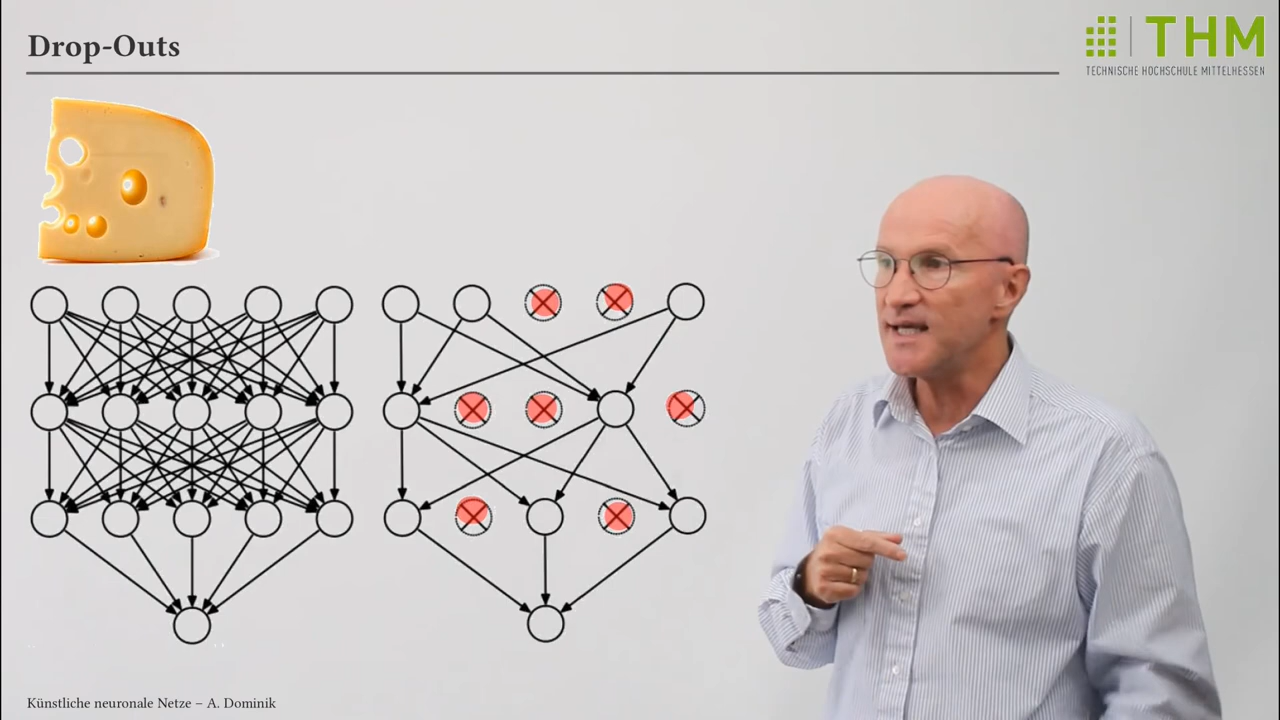 Drop-Outs
THM
TECHNISCHE HOCHSCHULE MITTELHESSEN
Künstliche neuronale Netze – A. Dominik